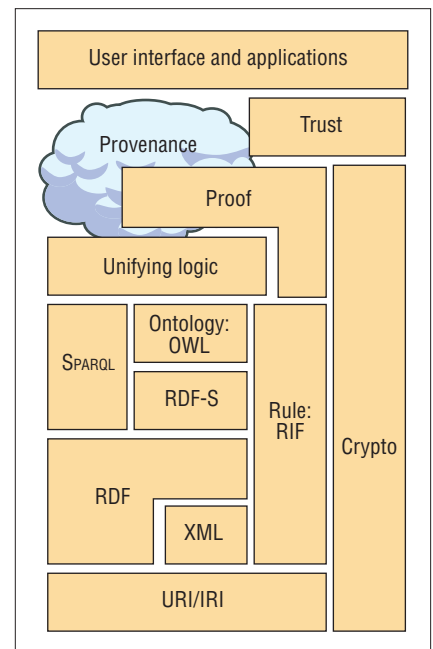 User interface and applications
Provenance
Trust
Proof
Unifying logic
SPARQL
Ontology:
OWL
RDF-S
Rule:
RIF
Crypto
RDF
XML
URI/IRI